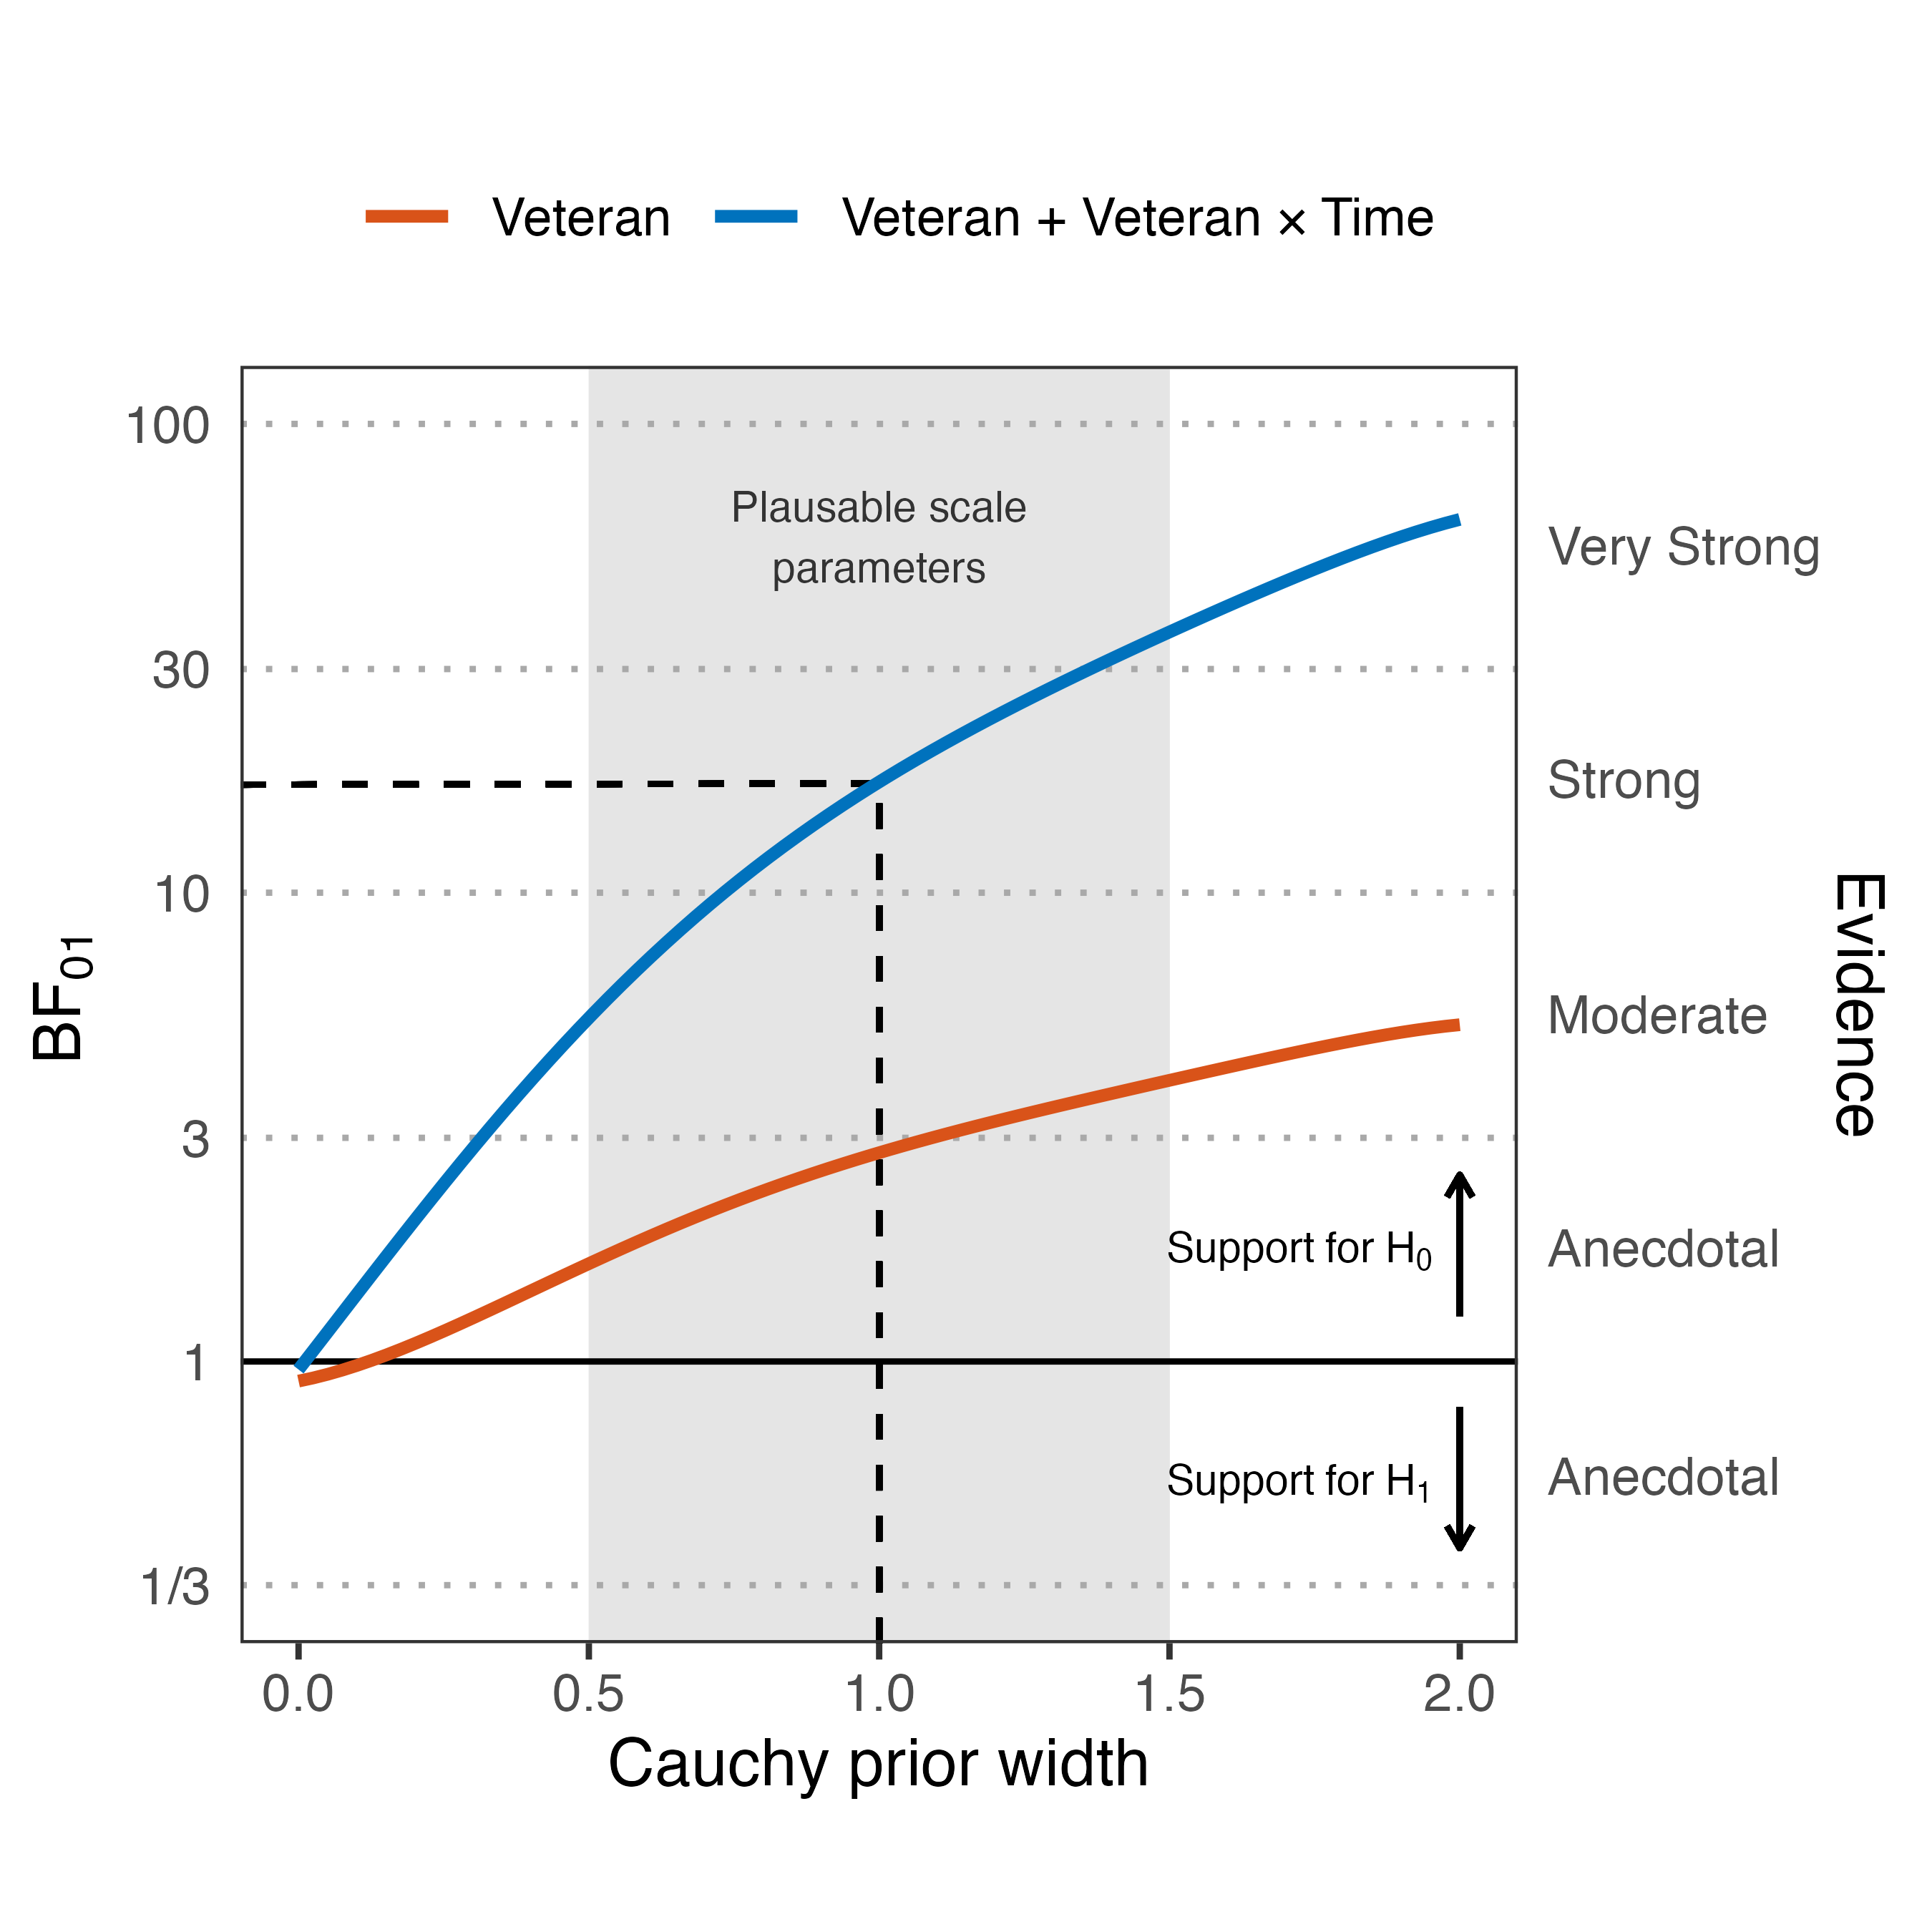 Veteran
Veteran + Veteran × Time
100
30
10
3
1
1/3
BF01
Plausable scale
parameters
Support for H0
Support for H1
Very Strong
Strong
Moderate
Anecdotal
Anecdotal
Evidence
0.0
0.5
1.0
1.5
2.0
Cauchy prior width